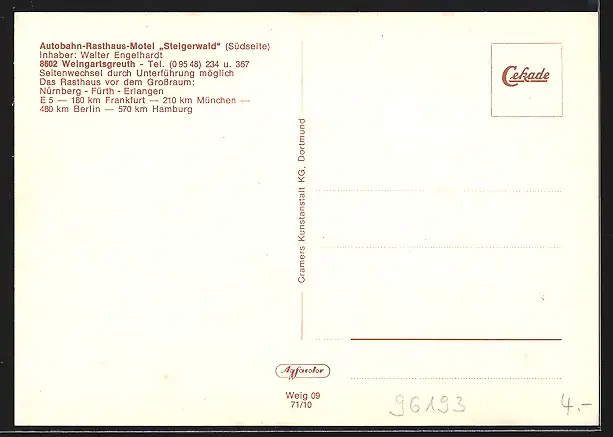 Autobahn-Rasthaus-Motel „Steigerwald“ (Südseite)
Inhaber: Walter Engelhardt
8602 Weingartsgreuth - Tel. (0 95 48) 234 u. 367
Seitenwechsel durch Unterführung möglich
Das Rasthaus vor dem Großraum:
Nürnberg - Fürth - Erlangen
E 5 — 180 km Frankfurt — 210 km München —
480 km Berlin — 570 km Hamburg
Cekade
Cramers Kunstanstalt KG, Dortmund
Agfacolor
Weig 09
71/10
96193
4.-